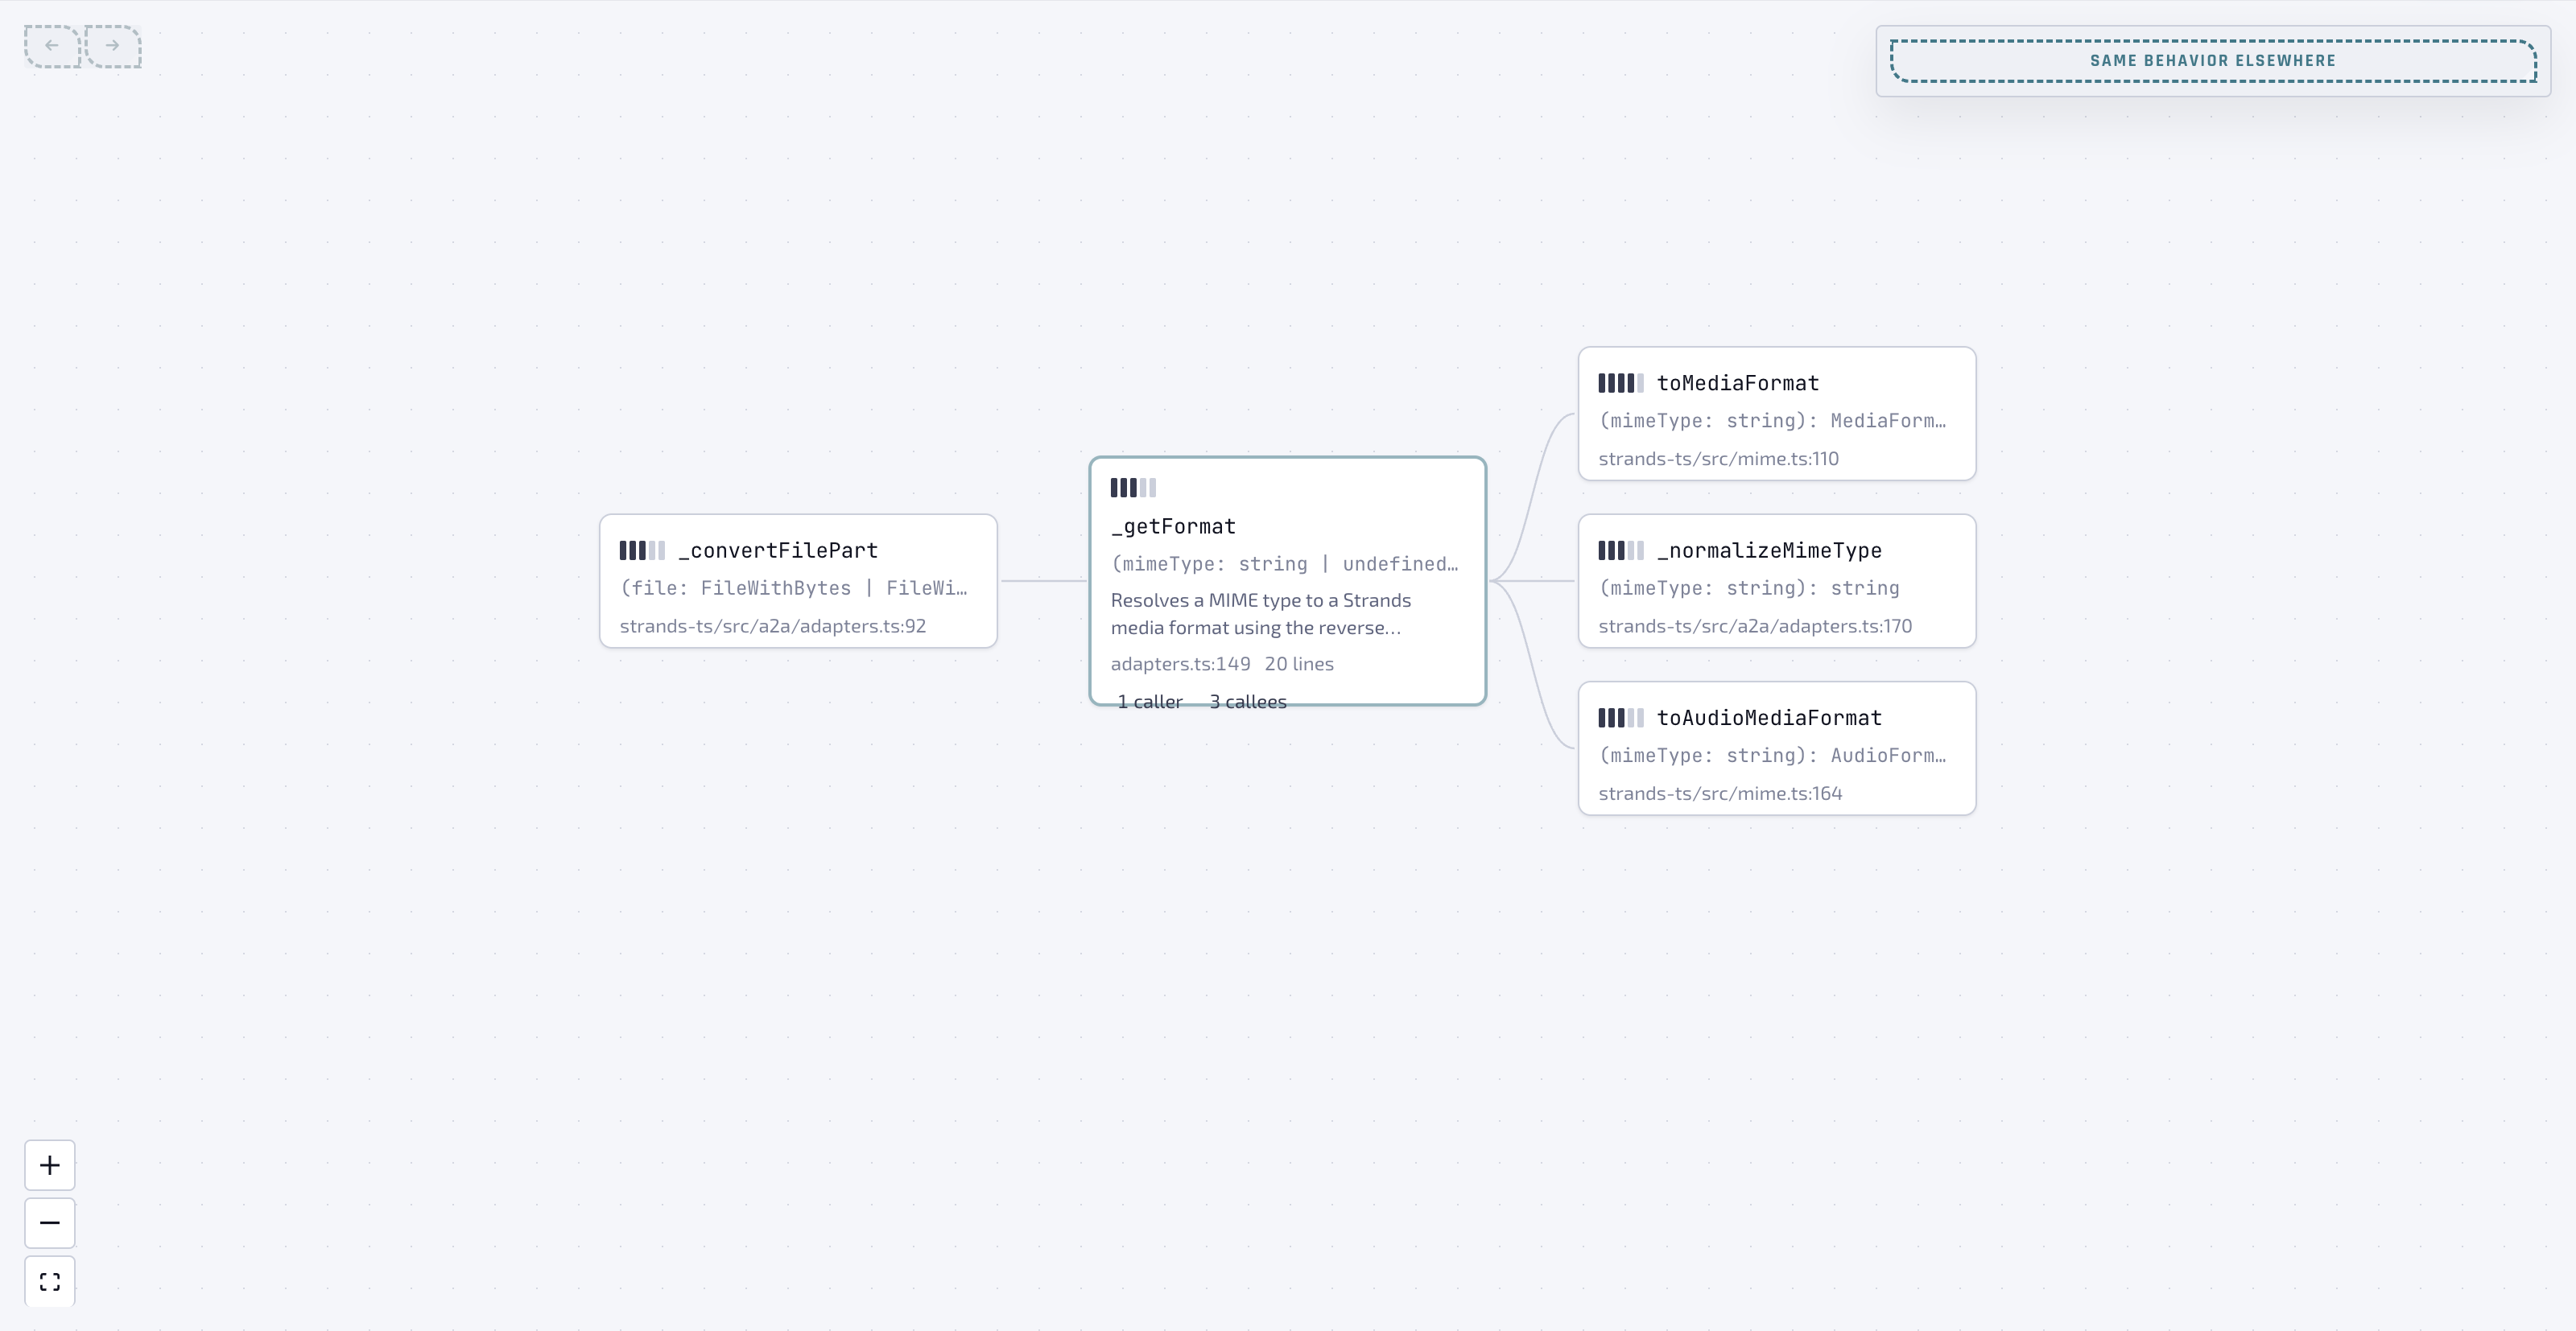 SAME BEHAVIOR ELSEWHERE
_convertFilePart
(file: FileWithBytes | FileWi…
strands-ts/src/a2a/adapters.ts:92
_getFormat
(mimeType: string | undefined…
Resolves a MIME type to a Strands
media format using the reverse…
adapters.ts:149 20 lines
1 caller 3 callees
toMediaFormat
(mimeType: string): MediaForm…
strands-ts/src/mime.ts:110
_normalizeMimeType
(mimeType: string): string
strands-ts/src/a2a/adapters.ts:170
toAudioMediaFormat
(mimeType: string): AudioForm…
strands-ts/src/mime.ts:164